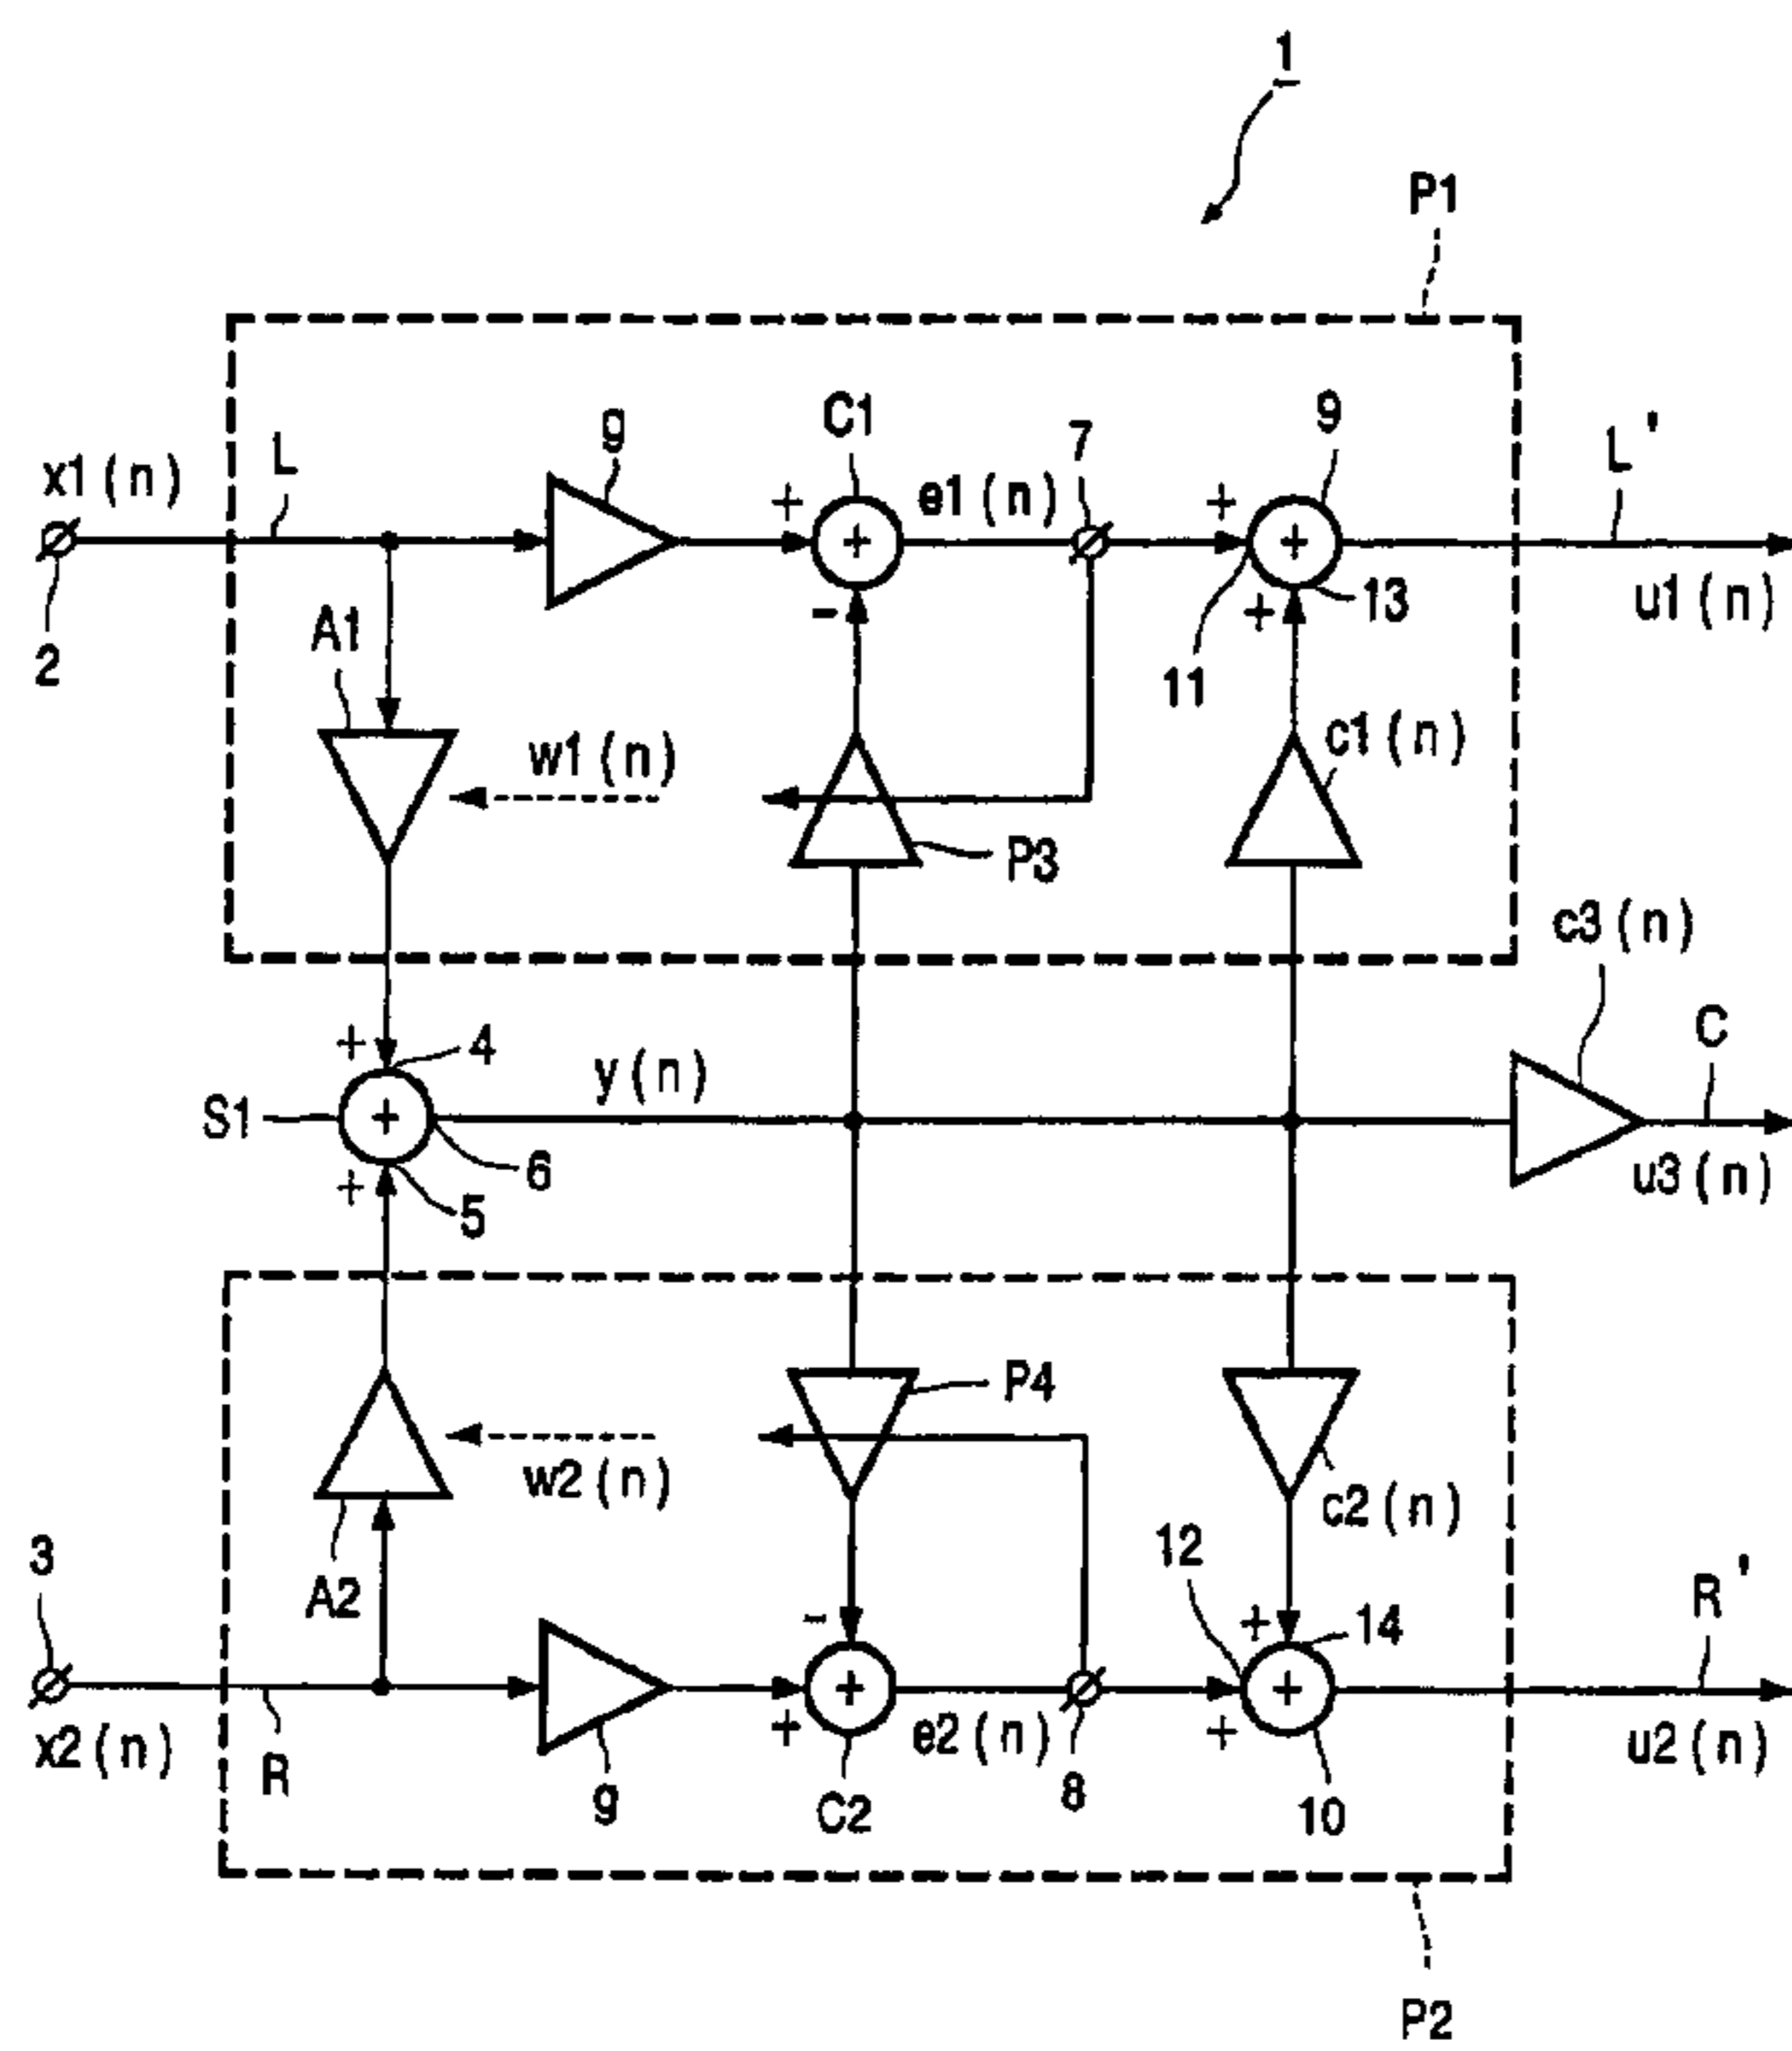 1
P1
g
C1
7
9
L'
x1(n)
L
+
e1(n)
+
+
+
u1(n)
2
A1
-
+
13
11
w1(n)
c1(n)
P3
c3(n)
+
4
y(n)
C
S1
+
6
u3(n)
+
5
P4
w2(n)
c2(n)
3
A2
12
-
+
14
R'
+
+
x2(n)
R
+
e2(n)
+
u2(n)
g
C2
8
10
P2